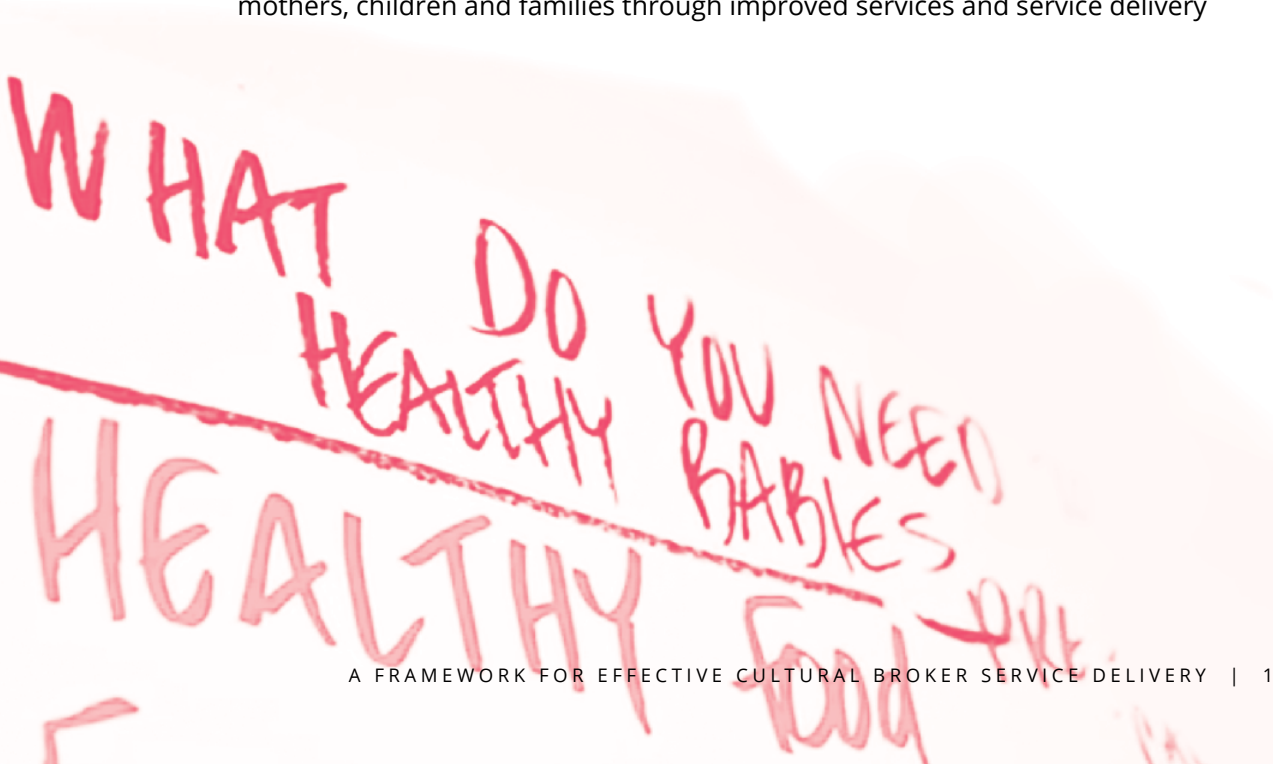 mothers, children and families through improved services and service delivery
WHAT DO YOU NEED
HEALTHY BABIES
PRE
HEALTHY Food
A FRAMEWORK FOR EFFECTIVE CULTURAL BROKER SERVICE DELIVERY | 1